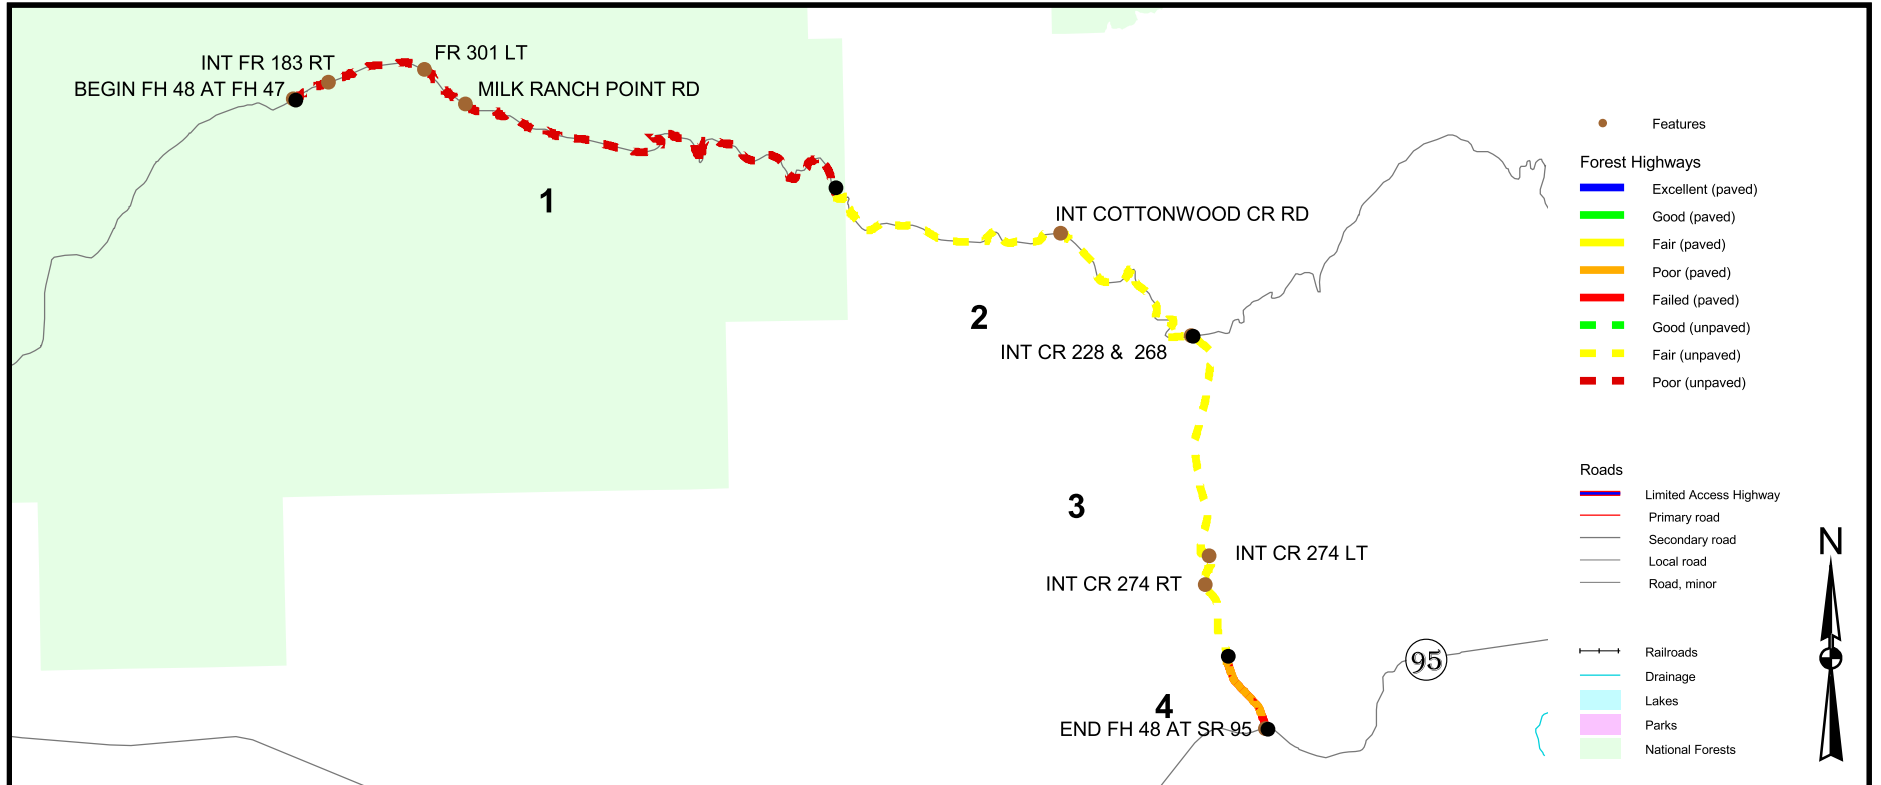 FR 301 LT
INT FR 183 RT
BEGIN FH 48 AT FH 47
MILK RANCH POINT RD
1
INT COTTONWOOD CR RD
2
INT CR 228 &  268
3
INT CR 274 LT
INT CR 274 RT
95
4
END FH 48 AT SR 95
Features
Forest Highways
Excellent (paved)
Good (paved)
Fair (paved)
Poor (paved)
Failed (paved)
Good (unpaved)
Fair (unpaved)
Poor (unpaved)
Roads
Limited Access Highway
Primary road
Secondary road
Local road
Road, minor
Railroads
Drainage
Lakes
Parks
National Forests
N